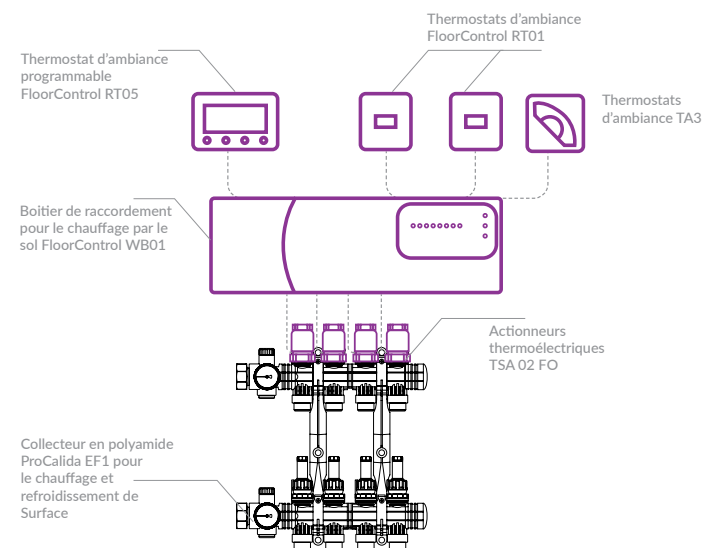 Thermostats d'ambiance
FloorControl RT01
Thermostat d'ambiance
programmable
FloorControl RT05
Thermostats
d'ambiance TA3
Boitier de raccordement
pour le chauffage par le
sol FloorControl WB01
Actionneurs
thermoélectriques
TSA 02 FO
Collecteur en polyamide
ProCalida EF1 pour
le chauffage et
refroidissement de
Surface